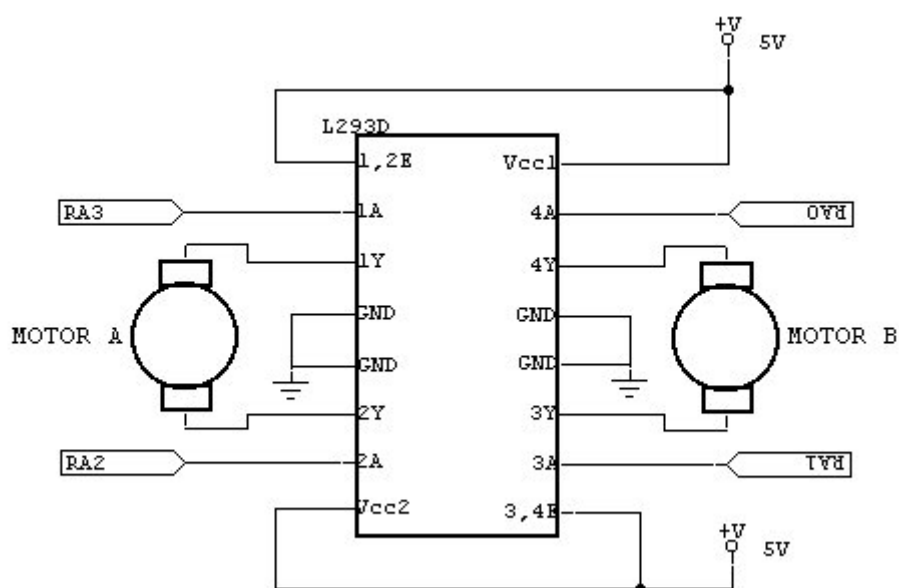 +V
5V
L293D
1,2E
Vcc1
RA3
1A
4A
RA0
1Y
4Y
GND
GND
MOTOR A
MOTOR B
GND
GND
2Y
3Y
RA2
2A
3A
RA1
Vcc2
3,4E
+V
5V